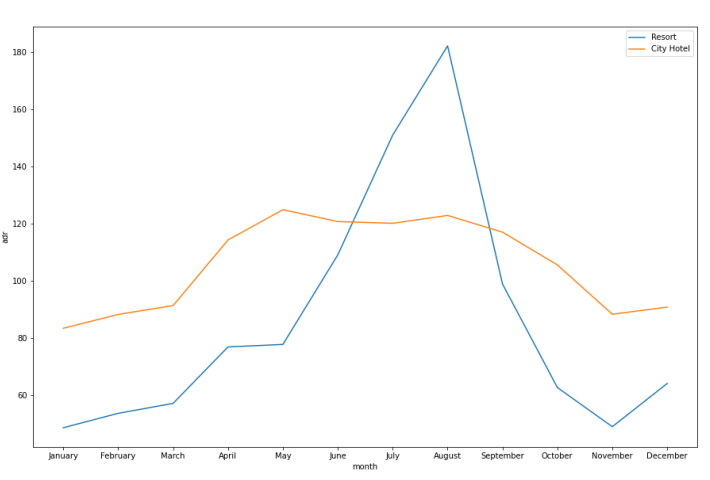 Resort
City Hotel
180
160
140
120
100
80
60
adr
January February March April May June July August September October November December
month